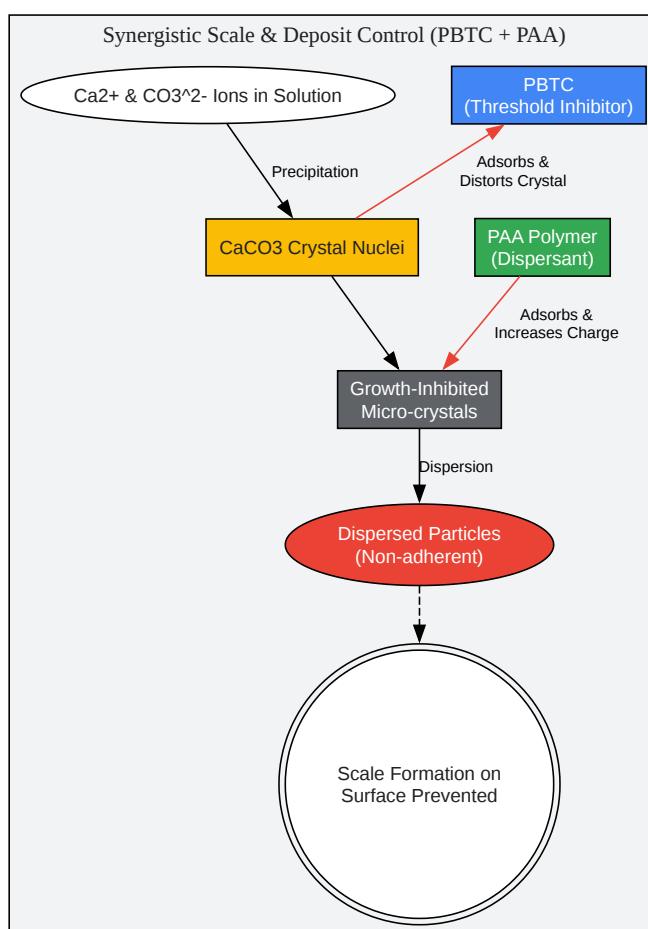 Synergistic Scale & Deposit Control (PBTC + PAA)
Ca2+ & CO3^2- Ions in Solution
PBTC
(Threshold Inhibitor)
Precipitation
Adsorbs &
Distorts Crystal
CaCO3 Crystal Nuclei
PAA Polymer
(Dispersant)
Adsorbs &
Increases Charge
Growth-Inhibited
Micro-crystals
Dispersion
Dispersed Particles
(Non-adherent)
Scale Formation on
Surface Prevented